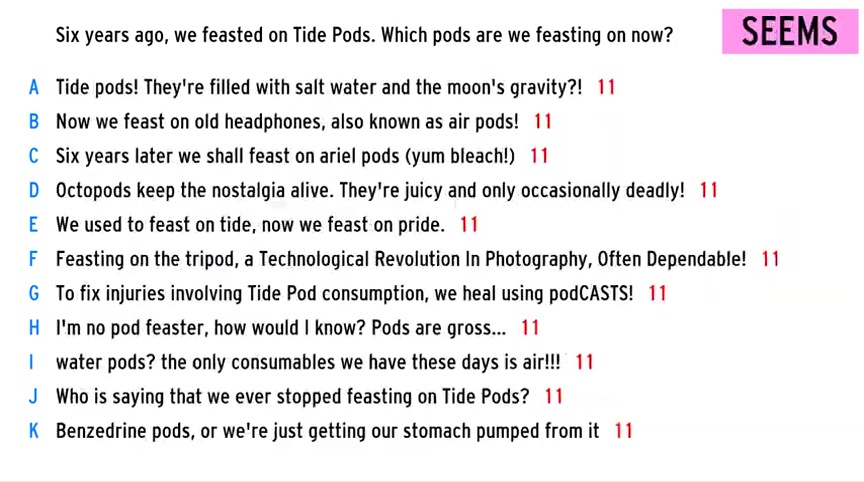 Six years ago, we feasted on Tide Pods. Which pods are we feasting on now?
SEEMS
A Tide pods! They're filled with salt water and the moon's gravity?! 11
B Now we feast on old headphones, also known as air pods! 11
C Six years later we shall feast on ariel pods (yum bleach!) 11
D Octopods keep the nostalgia alive. They're juicy and only occasionally deadly! 11
E We used to feast on tide, now we feast on pride. 11
F Feasting on the tripod, a Technological Revolution In Photography, Often Dependable! 11
G To fix injuries involving Tide Pod consumption, we heal using podCASTS! 11
H I'm no pod feaster, how would I know? Pods are gross... 11
I water pods? the only consumables we have these days is air!!! 11
J Who is saying that we ever stopped feasting on Tide Pods? 11
K Benzedrine pods, or we're just getting our stomach pumped from it 11